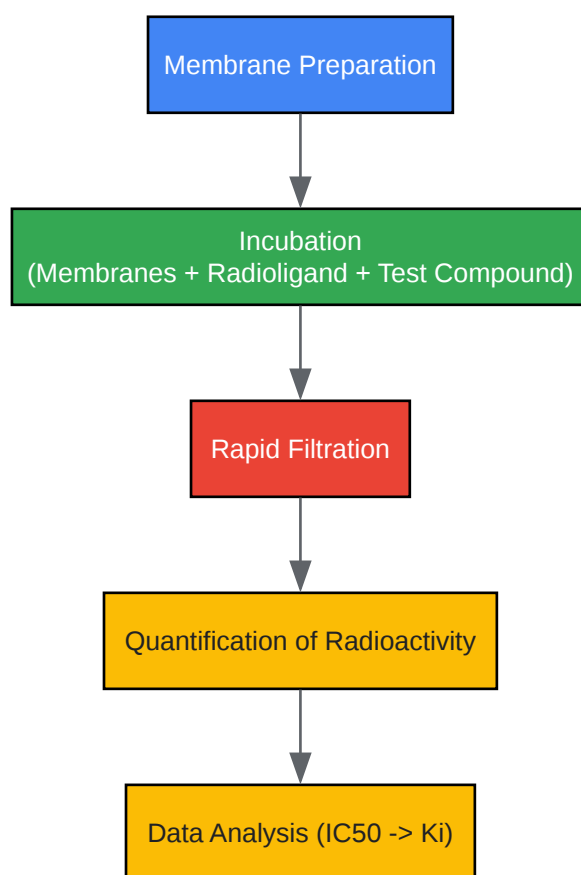 Membrane Preparation
Incubation
(Membranes + Radioligand + Test Compound)
Rapid Filtration
Quantification of Radioactivity
Data Analysis (IC50 -> Ki)